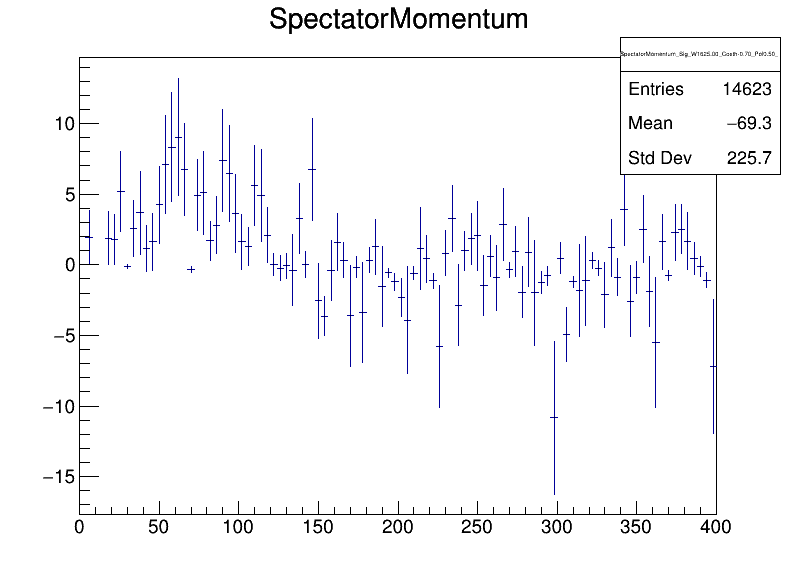 SpectatorMomentum
SpectatorMomentum_Sig_W1625.00_Costh-0.70_Pol0.50_
Entries 14623
Mean −69.3
Std Dev 225.7
10
5
0
−5
−10
−15
0 50 100 150 200 250 300 350 400